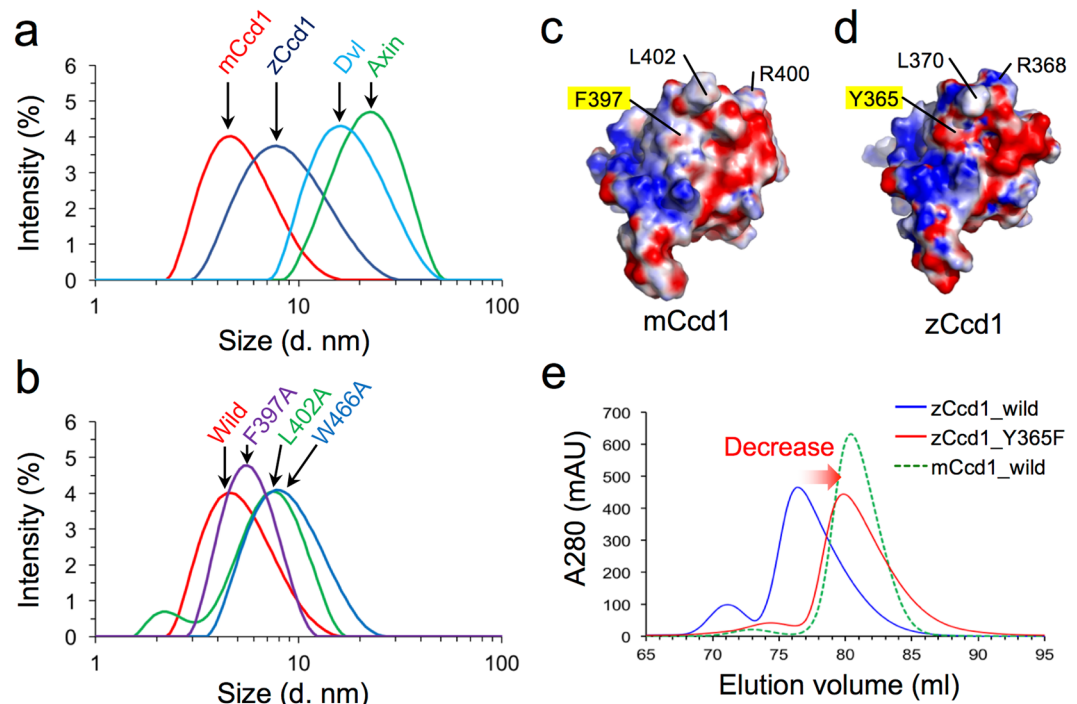 a
mCcd1
zCcd1
Dvl
Axin
Intensity (%)
6
5
4
3
2
1
0
1
10
100
Size (d. nm)
b
Wild
F397A
L402A
W466A
Intensity (%)
6
5
4
3
2
1
0
1
10
100
Size (d. nm)
c
L402
R400
F397
mCcd1
d
L370
R368
Y365
zCcd1
e
A280 (mAU)
700
600
500
400
300
200
100
0
65
70
75
80
85
90
95
Elution volume (ml)
Decrease
zCcd1_wild
zCcd1_Y365F
mCcd1_wild